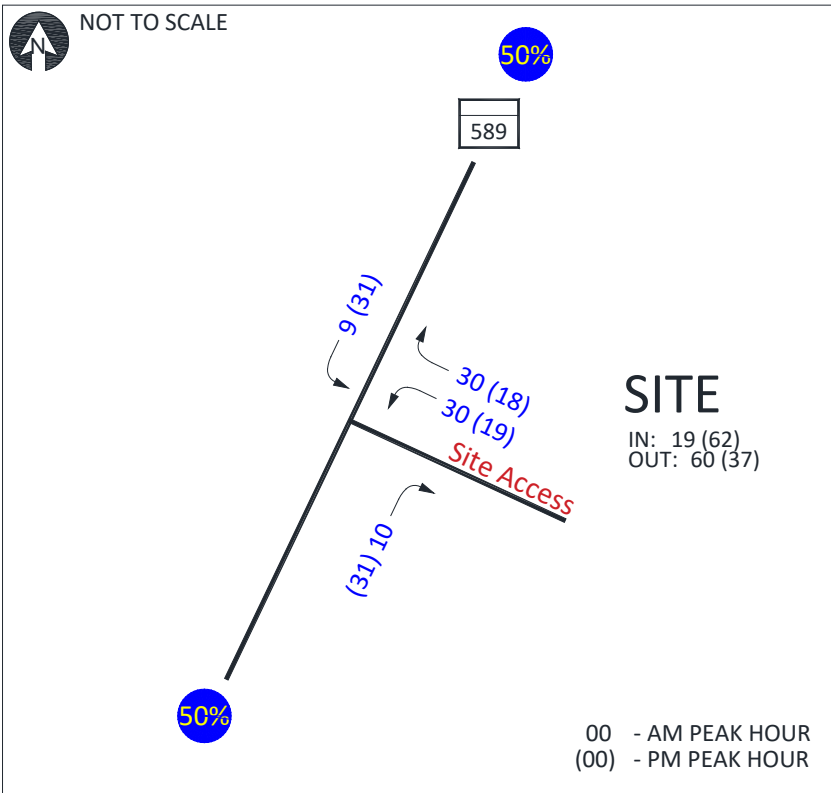 NOT TO SCALE
N
50%
589
9 (31)
30 (18)
30 (19)
SITE
IN: 19 (62)
OUT: 60 (37)
Site Access
(31) 10
50%
00 - AM PEAK HOUR
(00) - PM PEAK HOUR